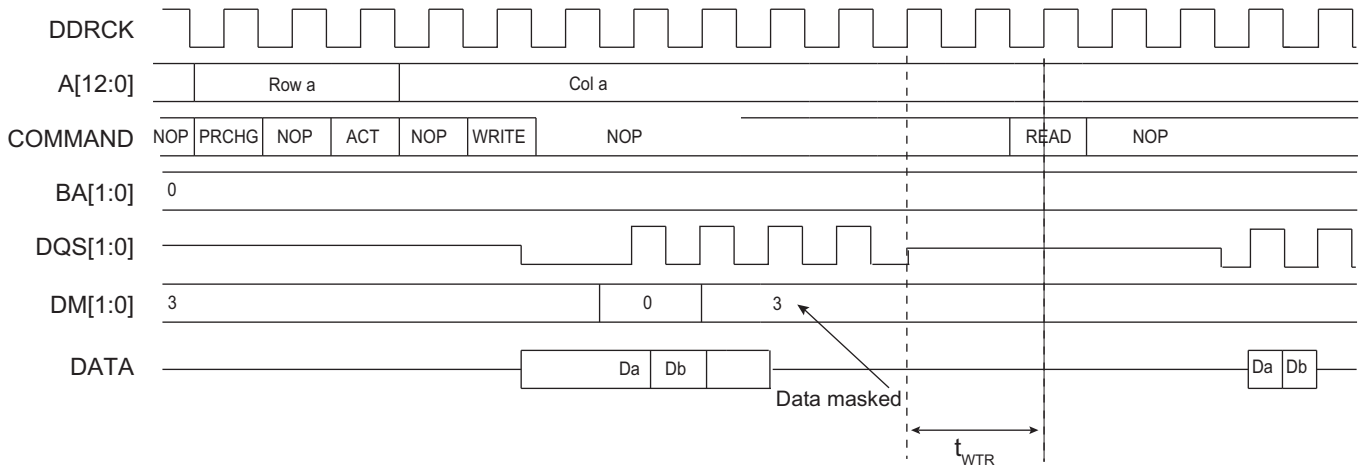 DDRCK
A[12:0] Row a Col a
COMMAND NOP PRCHG NOP ACT NOP WRITE NOP READ NOP
BA[1:0] 0
DQS[1:0]
DM[1:0] 3 0 3
DATA Da Db Da Db
Data masked
tWTR